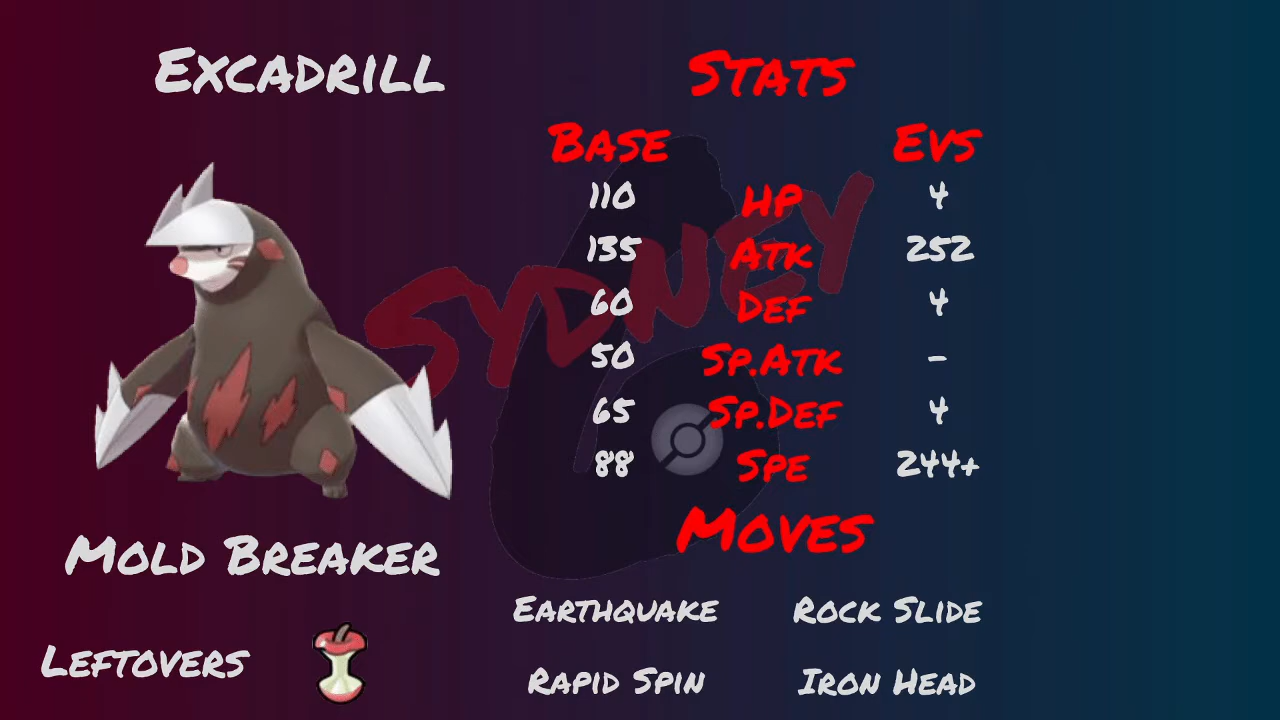 Excadrill
Stats
Base Evs
110 HP 4
135 Atk 252
60 Def 4
50 Sp.Atk -
65 Sp.Def 4
88 Spe 244+
Sydney
Mold Breaker
Moves
Earthquake Rock Slide
Leftovers
Rapid Spin Iron Head